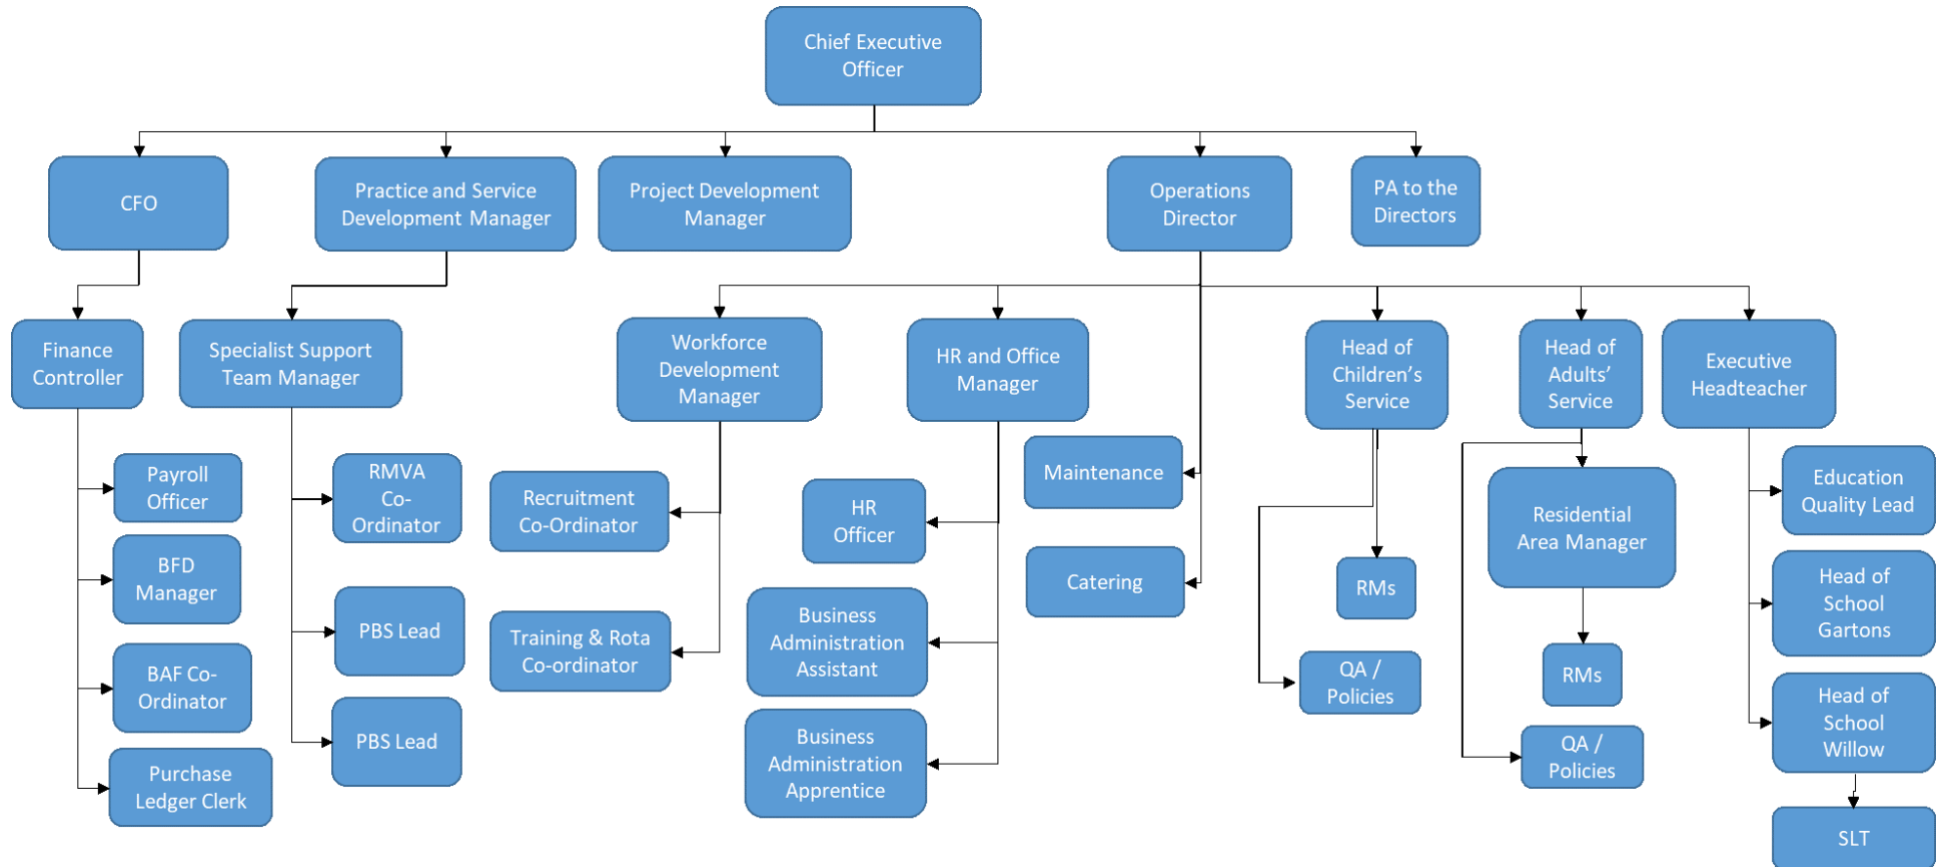 Chief Executive
Officer
CFO
Practice and Service
Development Manager
Project Development
Manager
Operations
Director
PA to the
Directors
Finance
Controller
Specialist Support
Team Manager
Workforce
Development
Manager
HR and Office
Manager
Head of
Children's
Service
Head of
Adults'
Service
Executive
Headteacher
Payroll
Officer
BFD
Manager
BAF Co-
Ordinator
Purchase
Ledger Clerk
RMVA
Co-
Ordinator
PBS Lead
PBS Lead
Recruitment
Co-Ordinator
Training & Rota
Co-ordinator
HR
Officer
Business
Administration
Assistant
Business
Administration
Apprentice
Maintenance
Catering
RMs
QA /
Policies
Residential
Area Manager
RMs
QA /
Policies
Education
Quality Lead
Head of
School
Gartons
Head of
School
Willow
SLT